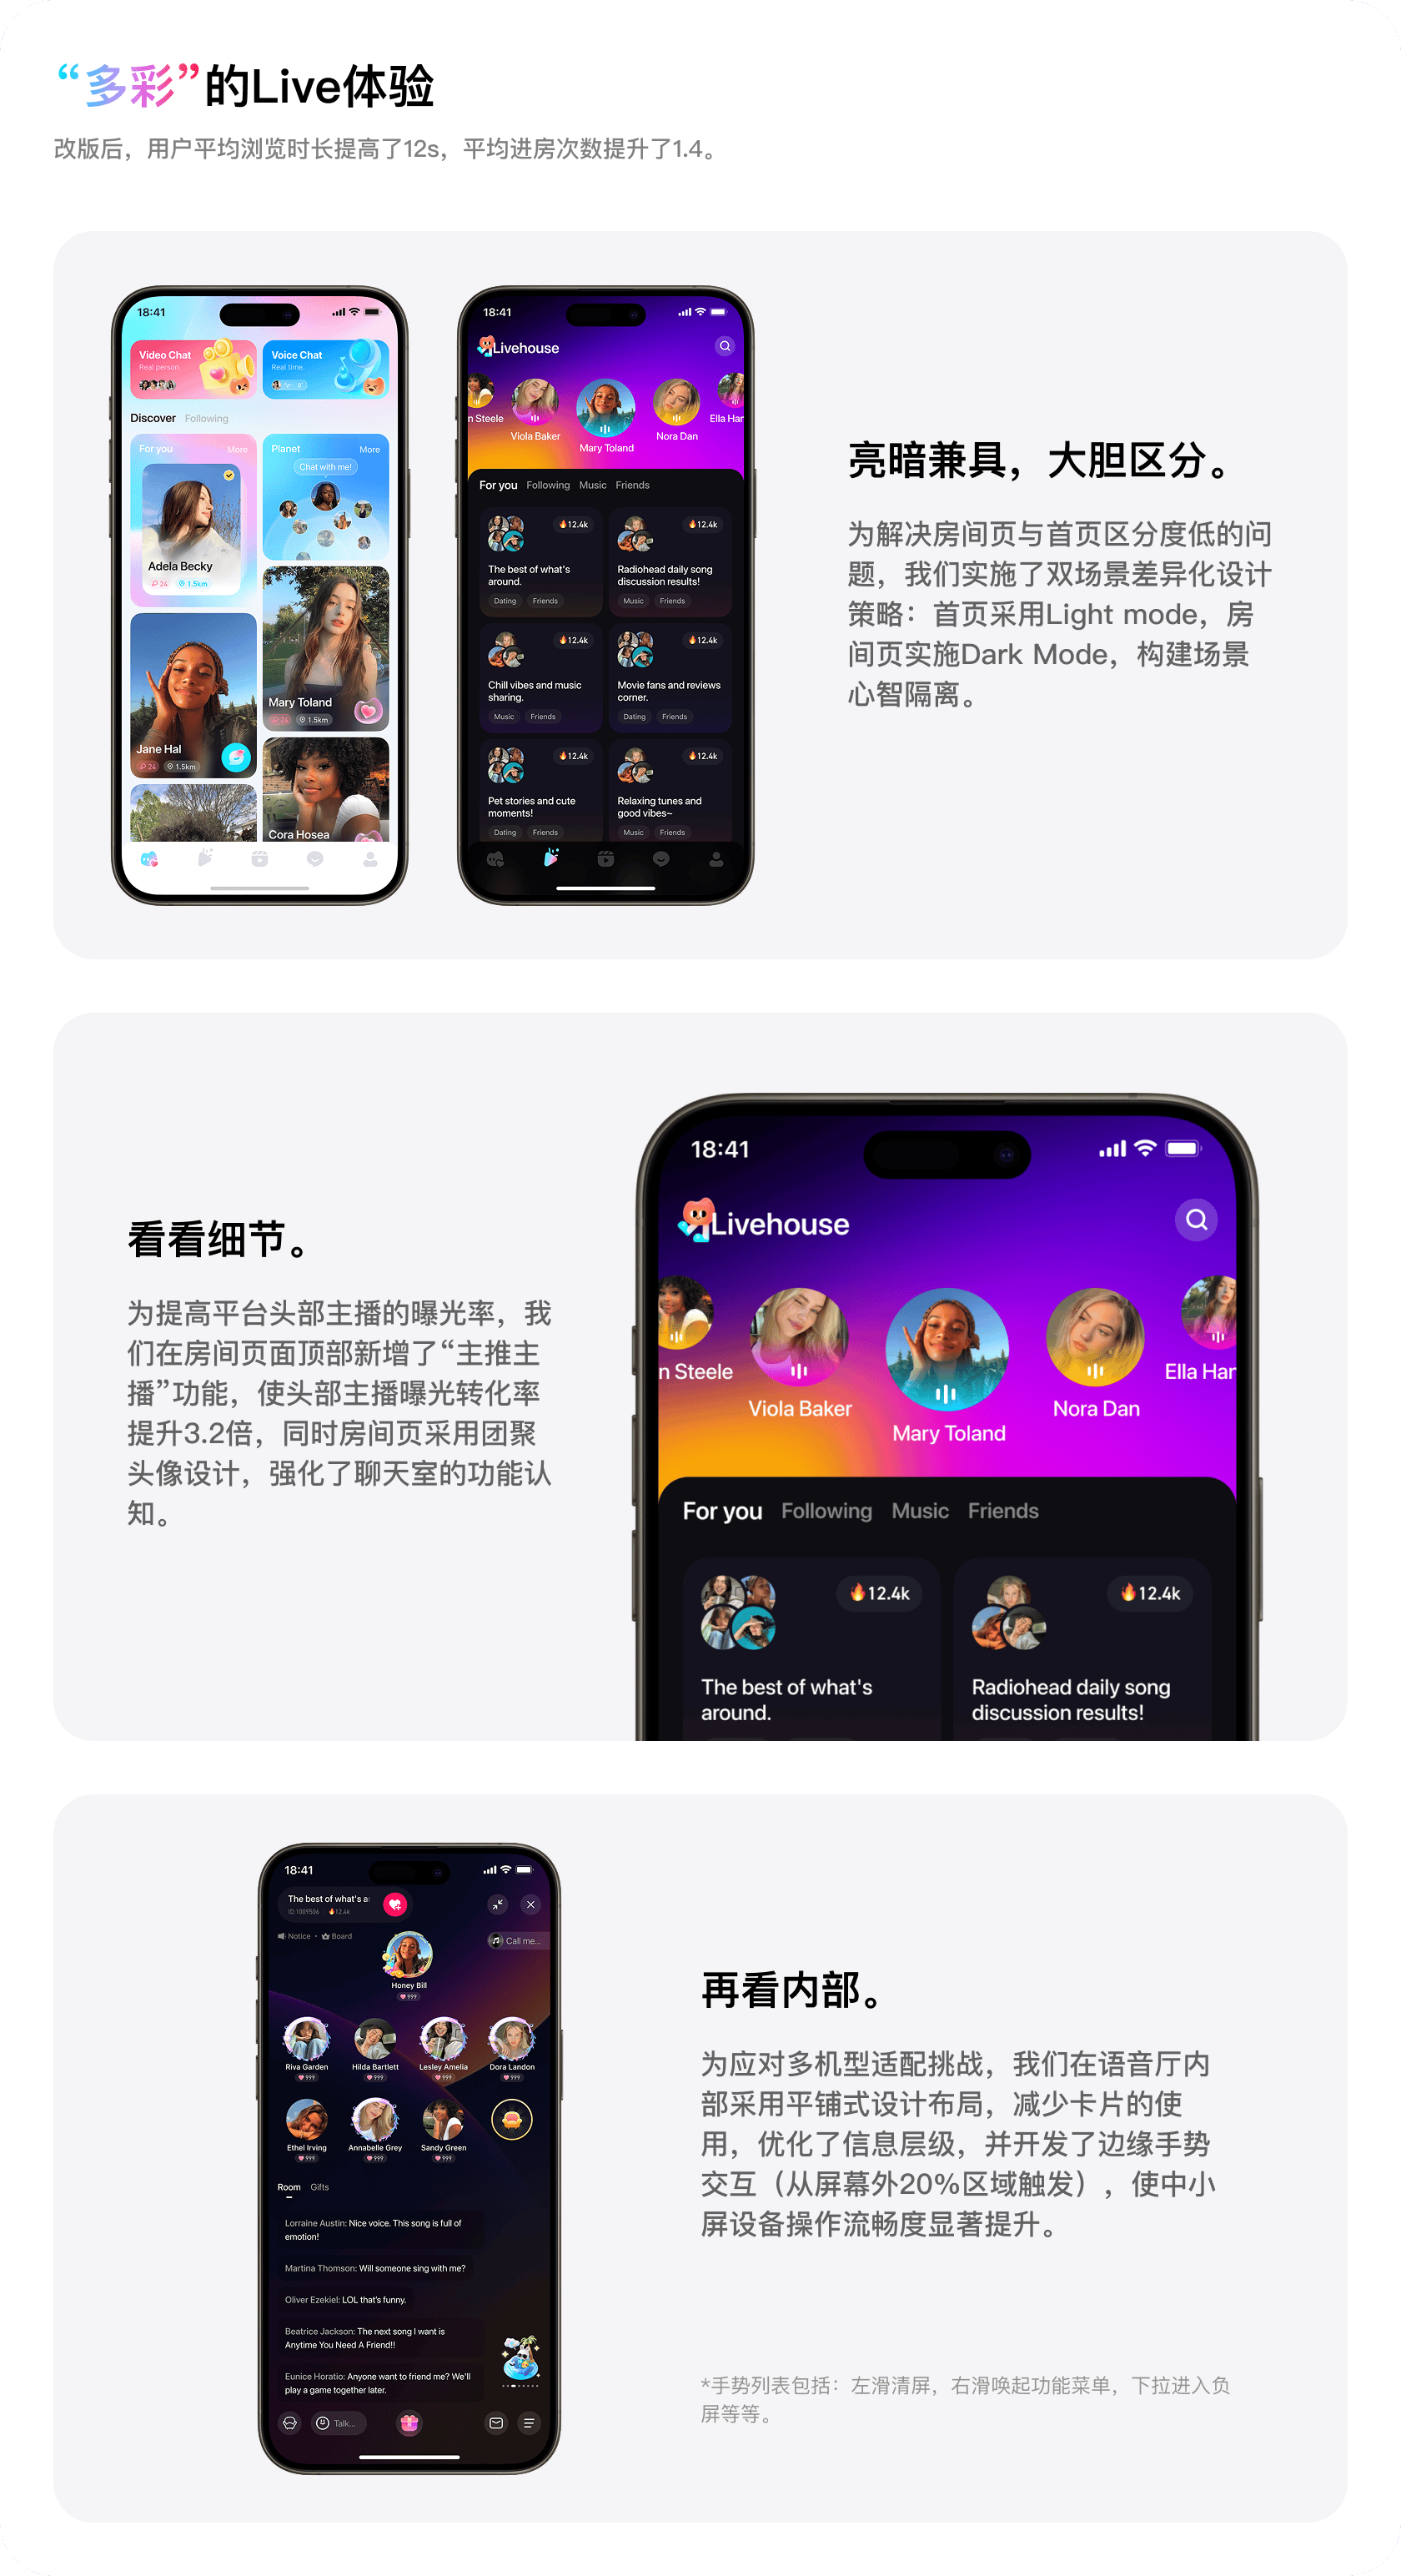 “多彩”的Live体验
改版后，用户平均浏览时长提高了12s，平均进房次数提升了1.4。
18:41
Video Chat
Real person.
Voice Chat
Real time.
Discover Following
For you More
Planet More
Chat with me!
Adela Becky
24 1.5km
Mary Toland
24 1.5km
Jane Hal
24 1.5km
Cora Hosea
18:41
Livehouse
n Steele
Viola Baker
Mary Toland
Nora Dan
Ella Har
For you Following Music Friends
12.4k
The best of what's
around.
Dating Friends
12.4k
Radiohead daily song
discussion results!
Music Friends
12.4k
Chill vibes and music
sharing.
Music Friends
12.4k
Movie fans and reviews
corner.
Dating Friends
12.4k
Pet stories and cute
moments!
Dating Friends
12.4k
Relaxing tunes and
good vibes~
Music Friends
亮暗兼具，大胆区分。
为解决房间页与首页区分度低的问
题，我们实施了双场景差异化设计
策略：首页采用Light mode，房
间页实施Dark Mode，构建场景
心智隔离。
看看细节。
为提高平台头部主播的曝光率，我
们在房间页面顶部新增了“主推主
播”功能，使头部主播曝光转化率
提升3.2倍，同时房间页采用团聚
头像设计，强化了聊天室的功能认
知。
18:41
Livehouse
n Steele
Viola Baker
Mary Toland
Nora Dan
Ella Har
For you Following Music Friends
12.4k
The best of what's
around.
12.4k
Radiohead daily song
discussion results!
18:41
The best of what's a
ID:1009506 12.4k
Notice · Board
Call me...
Honey Bill
999
Riva Garden Hilda Bartlett Lesley Amelia Dora Landon
999 999 999 999
Ethel Irving Annabelle Grey Sandy Green
999 999 999
Room Gifts
Lorraine Austin: Nice voice. This song is full of
emotion!
Martina Thomson: Will someone sing with me?
Oliver Ezekiel: LOL that's funny.
Beatrice Jackson: The next song I want is
Anytime You Need A Friend!!
Eunice Horatio: Anyone want to friend me? We'll
play a game together later.
Talk...
再看内部。
为应对多机型适配挑战，我们在语音厅内
部采用平铺式设计布局，减少卡片的使
用，优化了信息层级，并开发了边缘手势
交互（从屏幕外20%区域触发），使中小
屏设备操作流畅度显著提升。
*手势列表包括：左滑清屏，右滑唤起功能菜单，下拉进入负
屏等等。